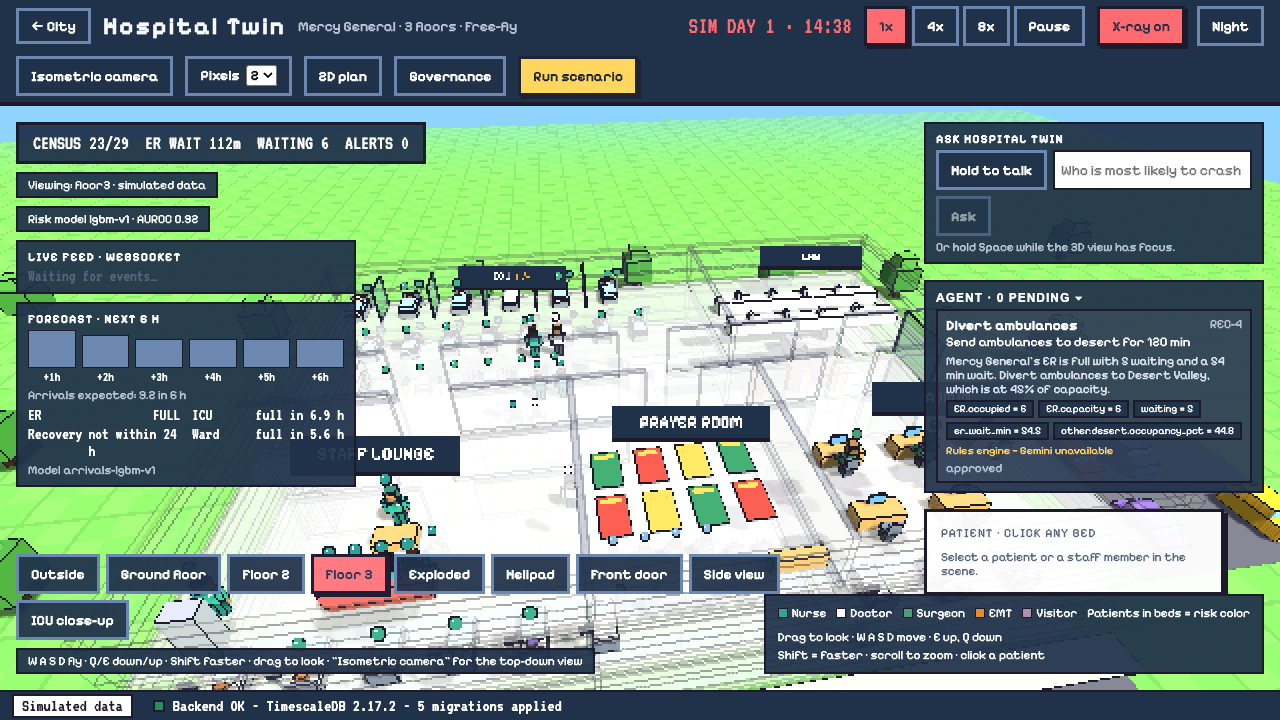 ← City
Hospital Twin
Mercy General · 3 floors · Free-fly
SIM DAY 1 · 14:38
1x
4x
8x
Pause
X-ray on
Night
Isometric camera
Pixels 2
2D plan
Governance
Run scenario
CENSUS 23/29 ER WAIT 112m WAITING 6 ALERTS 0
Viewing: Floor 3 · simulated data
Risk model lgbm-v1 · AUROC 0.92
LIVE FEED · WEBSOCKET
Waiting for events…
FORECAST · NEXT 6 H
+1h +2h +3h +4h +5h +6h
Arrivals expected: 9.2 in 6 h
ER FULL ICU full in 6.9 h
Recovery not within 24 h Ward full in 5.6 h
Model arrivals-lgbm-v1
ICU
LAB
PRAYER ROOM
STAFF LOUNGE
ASK HOSPITAL TWIN
Hold to talk
Who is most likely to crash
Ask
Or hold Space while the 3D view has focus.
AGENT · 0 PENDING
Divert ambulances
REC-4
Send ambulances to desert for 120 min
Mercy General's ER is full with 5 waiting and a 54
min wait. Divert ambulances to Desert Valley,
which is at 45% of capacity.
ER.occupied = 6
ER.capacity = 6
waiting = 5
er.wait_min = 54.5
other.desert.occupancy_pct = 44.8
Rules engine - Gemini unavailable
approved
PATIENT · CLICK ANY BED
Select a patient or a staff member in the
scene.
Outside
Ground floor
Floor 2
Floor 3
Exploded
Helipad
Front door
Side view
ICU close-up
Nurse Doctor Surgeon EMT Visitor Patients in beds = risk color
Drag to look · W A S D move · E up, Q down
Shift = faster · scroll to zoom · click a patient
W A S D fly · Q/E down/up · Shift faster · drag to look · "Isometric camera" for the top-down view
Simulated data
Backend OK - TimescaleDB 2.17.2 - 5 migrations applied